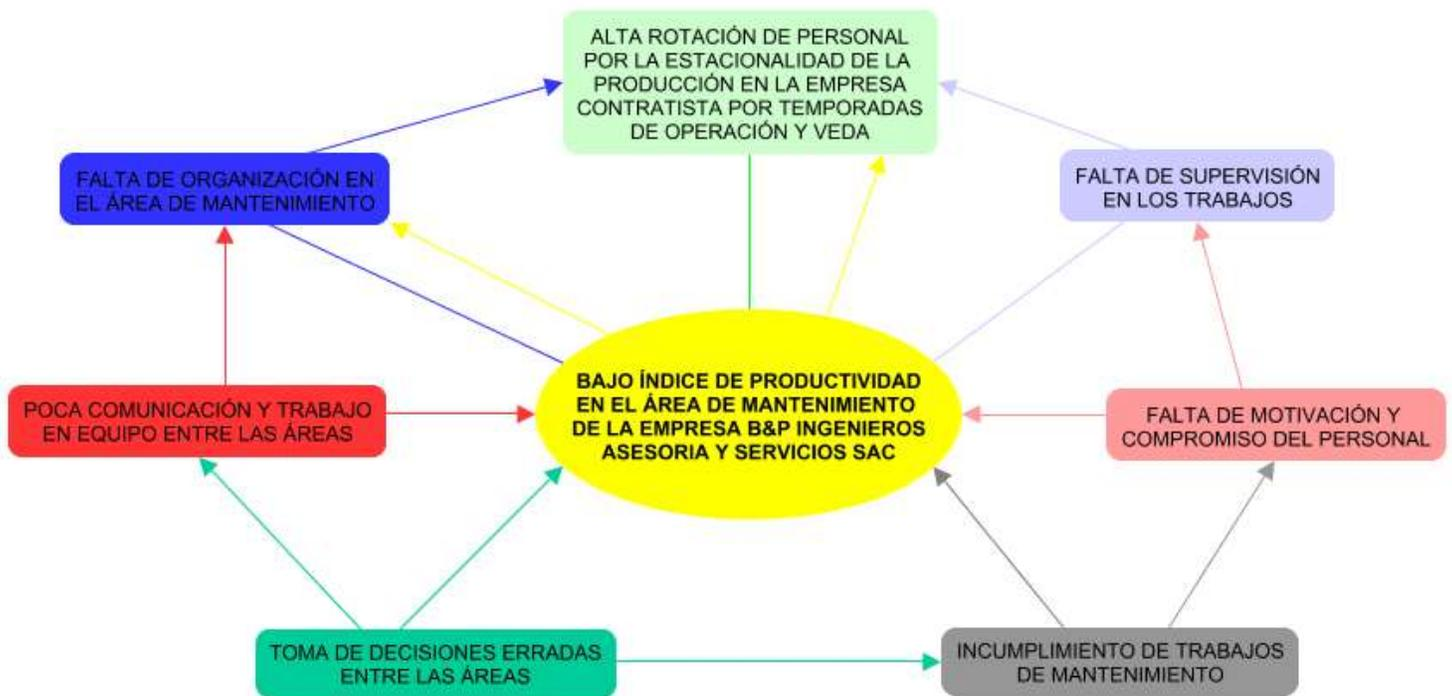 ALTA ROTACIÓN DE PERSONAL
POR LA ESTACIONALIDAD DE LA
PRODUCCIÓN EN LA EMPRESA
CONTRATISTA POR TEMPORADAS
DE OPERACIÓN Y VEDA
FALTA DE ORGANIZACIÓN EN
EL ÁREA DE MANTENIMIENTO
FALTA DE SUPERVISIÓN
EN LOS TRABAJOS
BAJO ÍNDICE DE PRODUCTIVIDAD
EN EL ÁREA DE MANTENIMIENTO
DE LA EMPRESA B&P INGENIEROS
ASESORIA Y SERVICIOS SAC
POCA COMUNICACIÓN Y TRABAJO
EN EQUIPO ENTRE LAS ÁREAS
FALTA DE MOTIVACIÓN Y
COMPROMISO DEL PERSONAL
TOMA DE DECISIONES ERRADAS
ENTRE LAS ÁREAS
INCUMPLIMIENTO DE TRABAJOS
DE MANTENIMIENTO